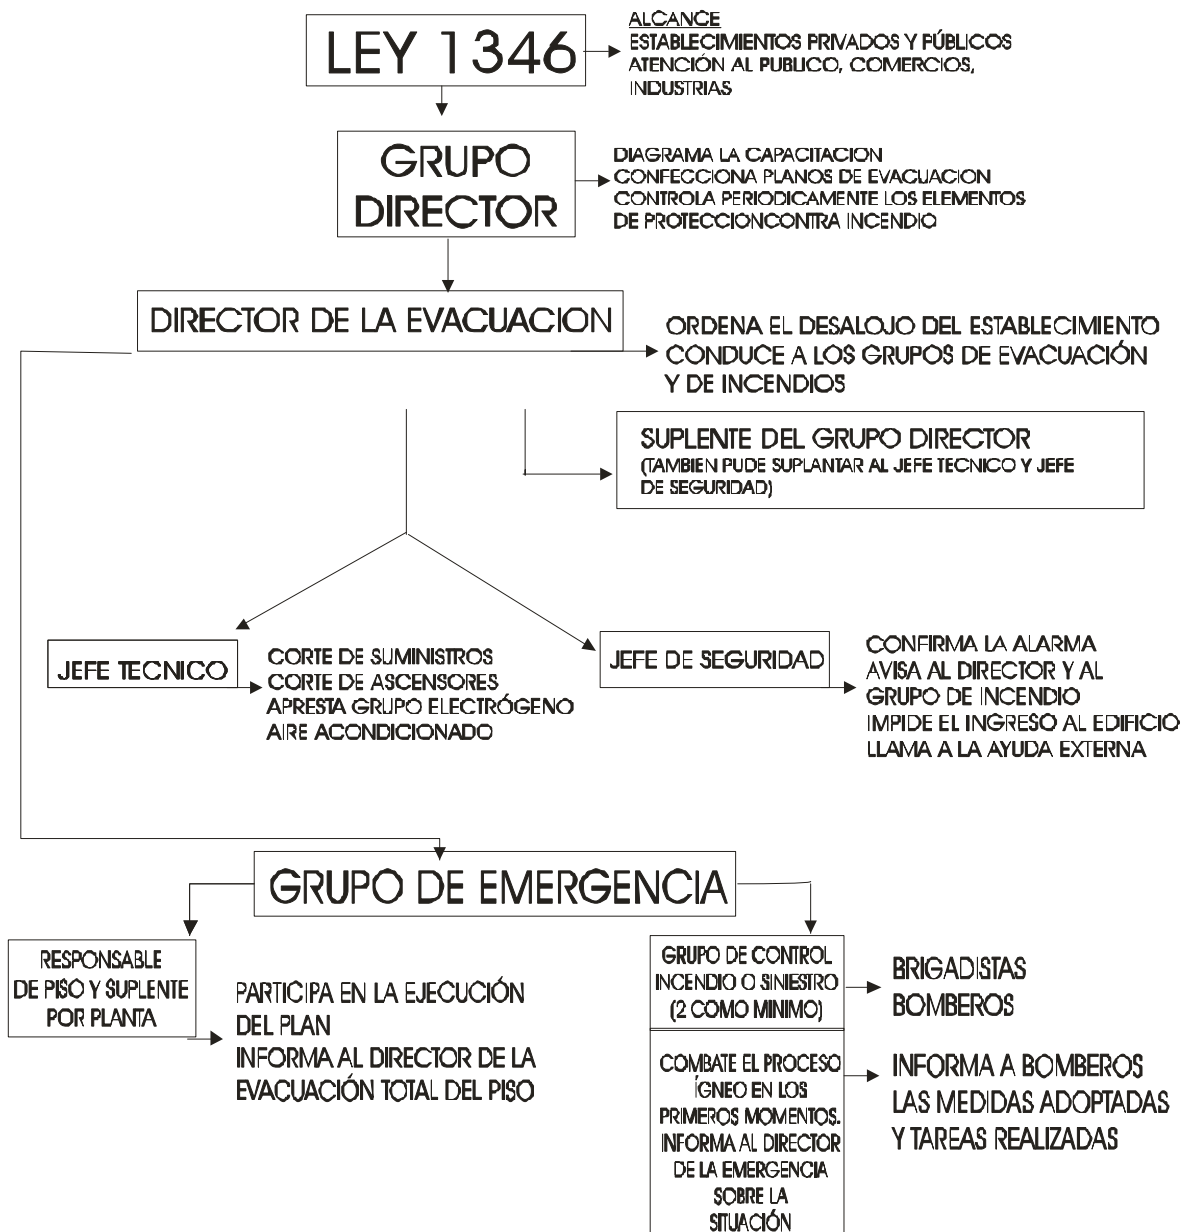 LEY 1346
ALCANCE
ESTABLECIMIENTOS PRIVADOS Y PÚBLICOS
ATENCIÓN AL PUBLICO, COMERCIOS,
INDUSTRIAS
GRUPO
DIRECTOR
DIAGRAMA LA CAPACITACION
CONFECCIONA PLANOS DE EVACUACION
CONTROLA PERIODICAMENTE LOS ELEMENTOS
DE PROTECCIONCONTRA INCENDIO
DIRECTOR DE LA EVACUACION
ORDENA EL DESALOJO DEL ESTABLECIMIENTO
CONDUCE A LOS GRUPOS DE EVACUACIÓN
Y DE INCENDIOS
SUPLENTE DEL GRUPO DIRECTOR
(TAMBIEN PUDE SUPLANTAR AL JEFE TECNICO Y JEFE
DE SEGURIDAD)
JEFE TECNICO
CORTE DE SUMINISTROS
CORTE DE ASCENSORES
APRESTA GRUPO ELECTRÓGENO
AIRE ACONDICIONADO
JEFE DE SEGURIDAD
CONFIRMA LA ALARMA
AVISA AL DIRECTOR Y AL
GRUPO DE INCENDIO
IMPIDE EL INGRESO AL EDIFICIO
LLAMA A LA AYUDA EXTERNA
GRUPO DE EMERGENCIA
RESPONSABLE
DE PISO Y SUPLENTE
POR PLANTA
PARTICIPA EN LA EJECUCIÓN
DEL PLAN
INFORMA AL DIRECTOR DE LA
EVACUACIÓN TOTAL DEL PISO
GRUPO DE CONTROL
INCENDIO O SINIESTRO
(2 COMO MINIMO)
BRIGADISTAS
BOMBEROS
COMBATE EL PROCESO
ÍGNEO EN LOS
PRIMEROS MOMENTOS.
INFORMA AL DIRECTOR
DE LA EMERGENCIA
SOBRE LA
SITUACIÓN
INFORMA A BOMBEROS
LAS MEDIDAS ADOPTADAS
Y TAREAS REALIZADAS